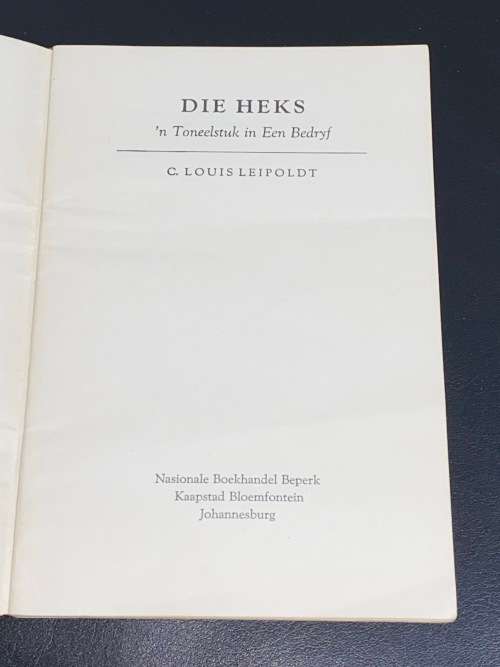 DIE HEKS
'n Toneelstuk in Een Bedryf
C. LOUIS LEIPOLDT
Nasionale Boekhandel Beperk
Kaapstad Bloemfontein
Johannesburg